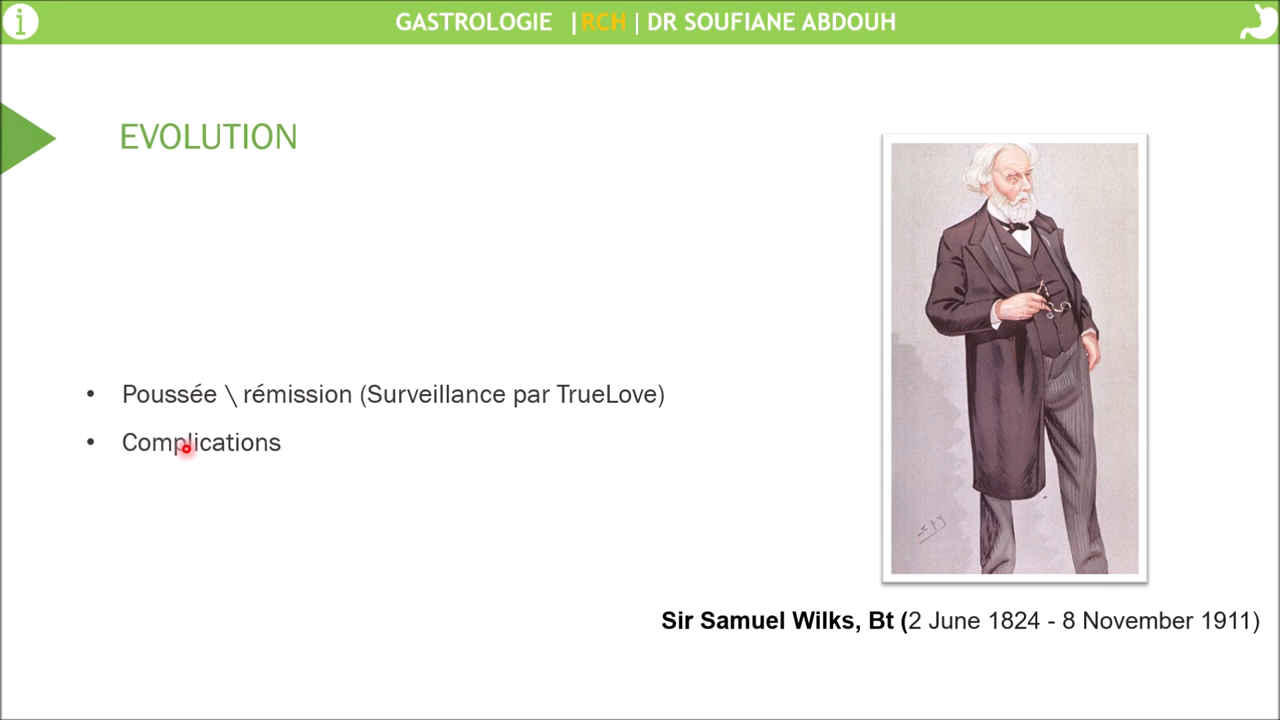 GASTROLOGIE | RCH | DR SOUFIANE ABDOUH
EVOLUTION
• Poussée \ rémission (Surveillance par TrueLove)
• Complications
Spy
Sir Samuel Wilks, Bt (2 June 1824 - 8 November 1911)